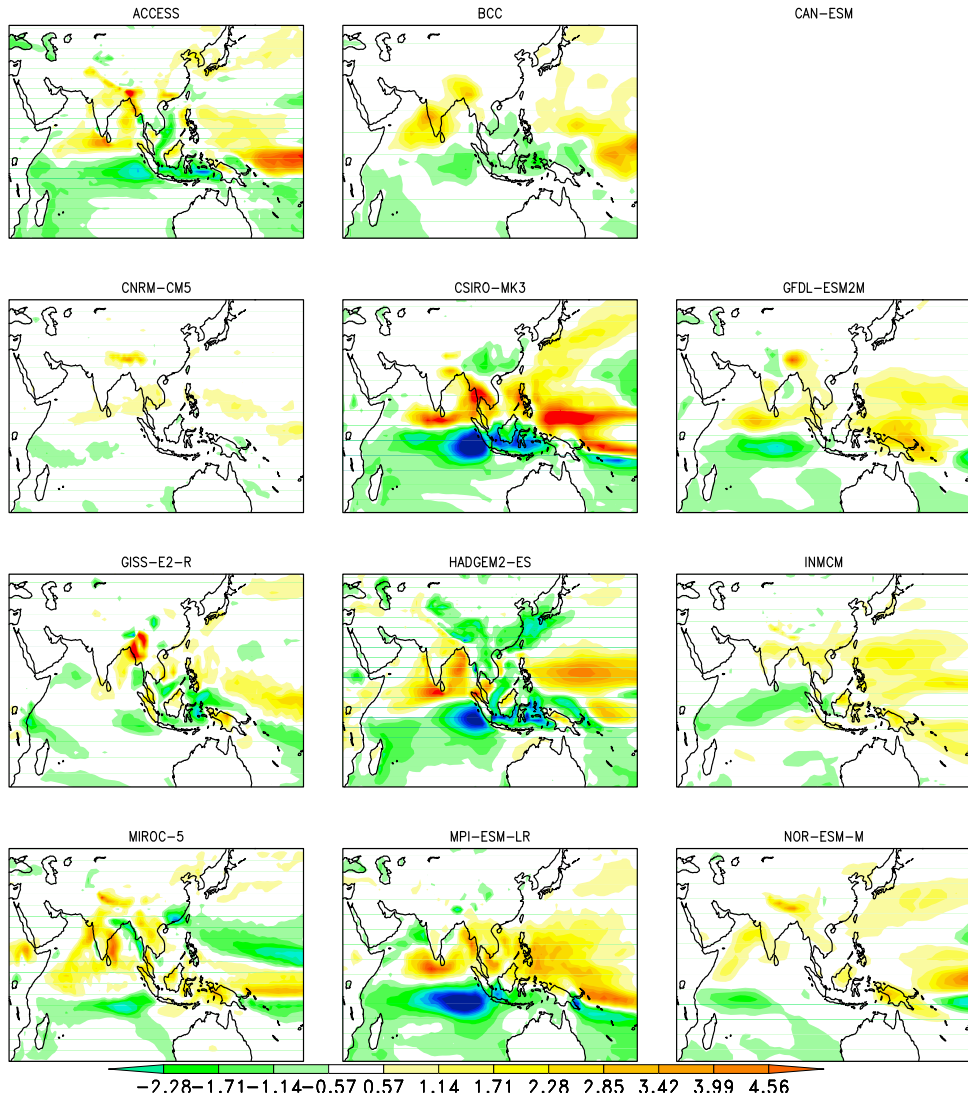 ACCESS BCC CAN-ESM
CNRM-CM5 CSIRO-MK3 GFDL-ESM2M
GISS-E2-R HADGEM2-ES INMCM
MIROC-5 MPI-ESM-LR NOR-ESM-M
-2.28 -1.71 -1.14 -0.57 0.57 1.14 1.71 2.28 2.85 3.42 3.99 4.56